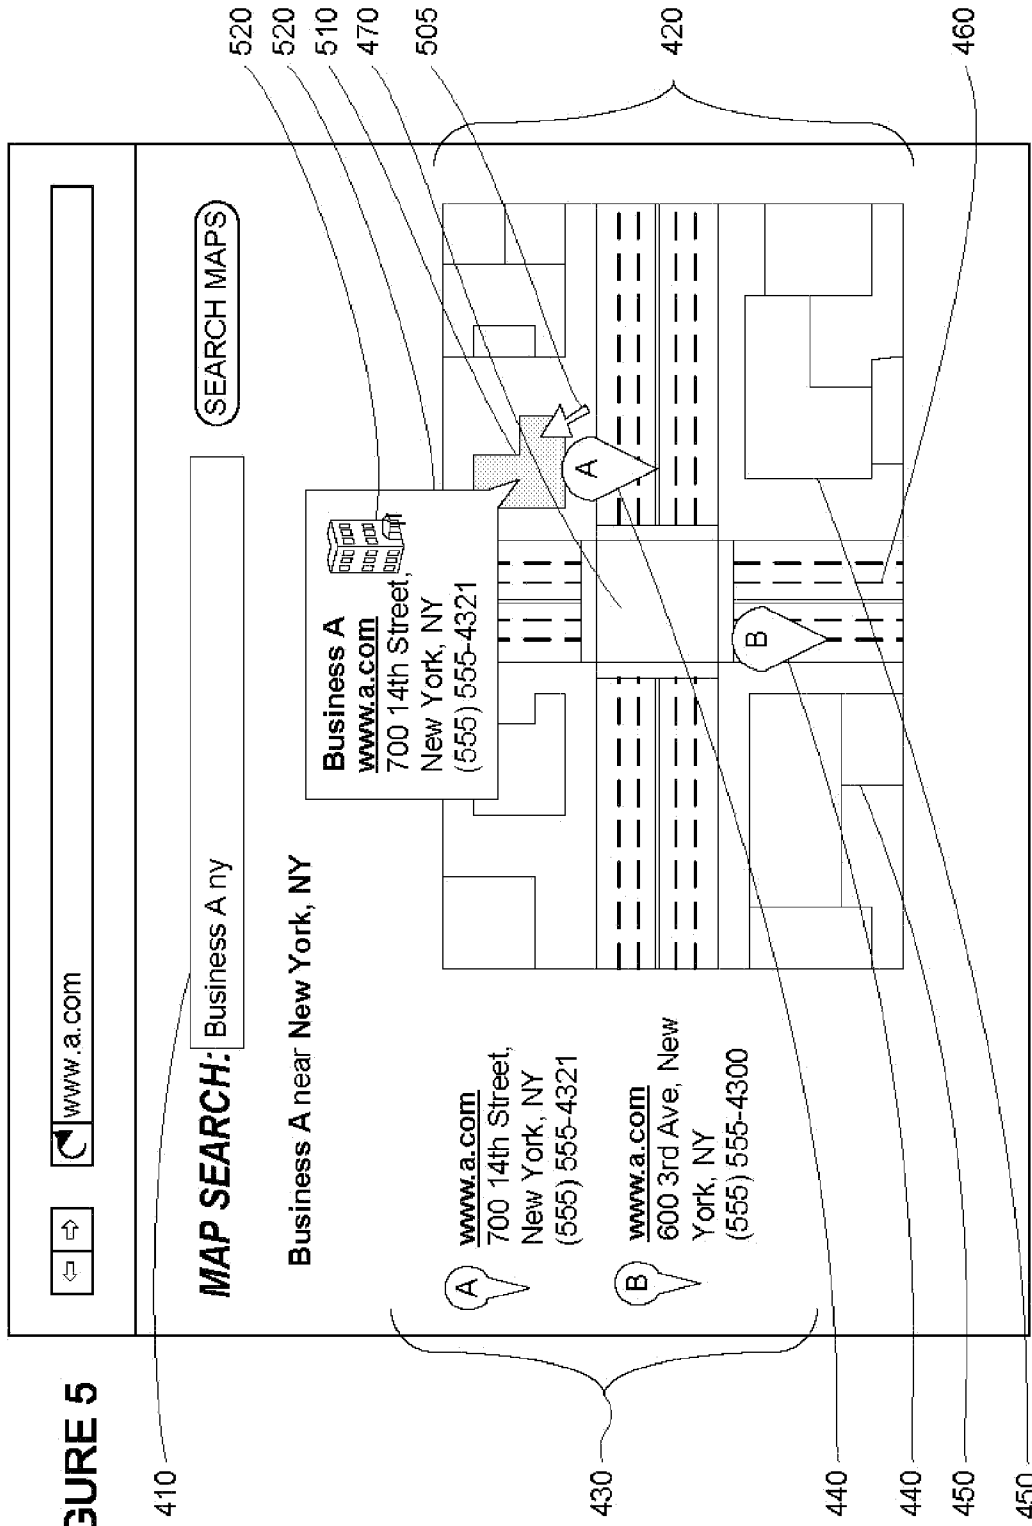 GURE 5
www.a.com
MAP SEARCH: Business A ny SEARCH MAPS
Business A near New York, NY
A www.a.com
700 14th Street,
New York, NY
(555) 555-4321
B www.a.com
600 3rd Ave, New
York, NY
(555) 555-4300
Business A
www.a.com
700 14th Street,
New York, NY
(555) 555-4321
A
B
410
430
440
440
450
450
520
520
510
470
505
420
460